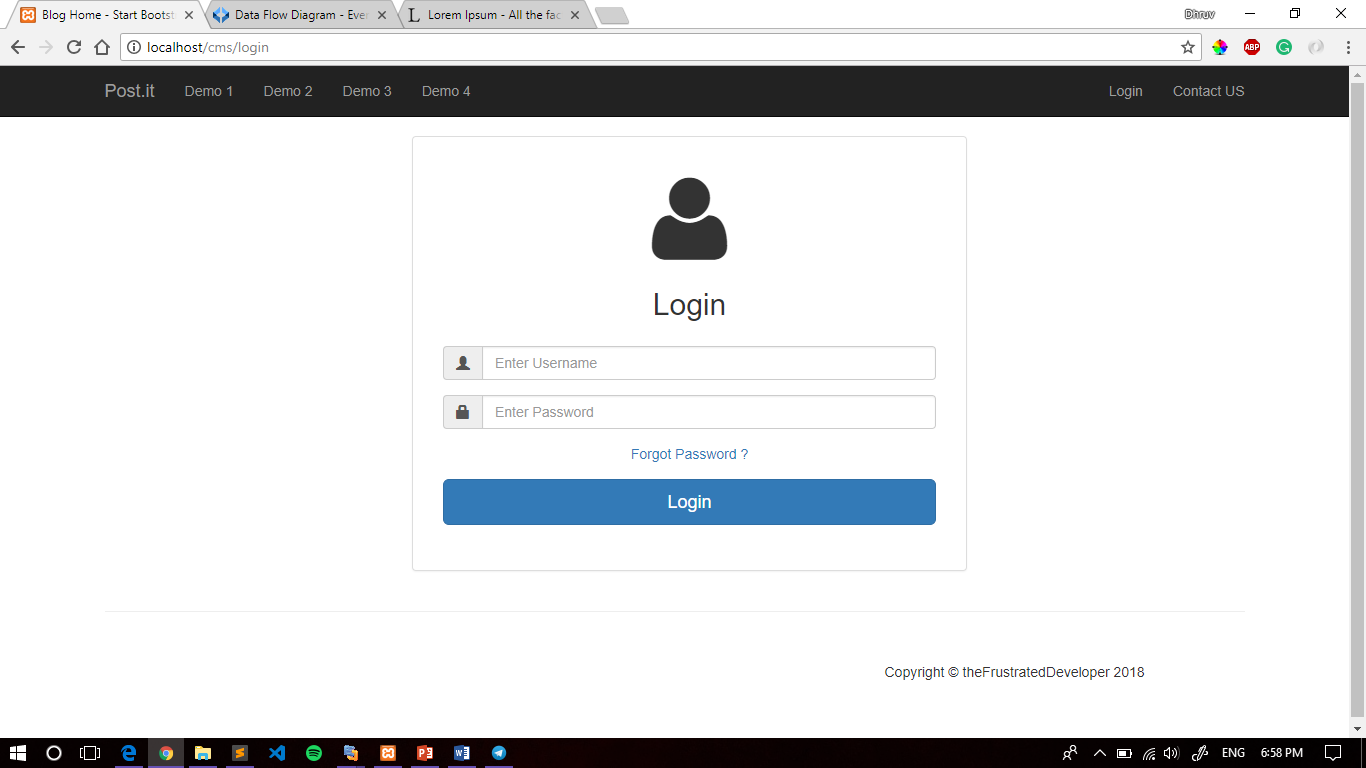 Blog Home - Start Bootst
Data Flow Diagram - Ever
Lorem Ipsum - All the fac
Dhruv
localhost/cms/login
ABP
Post.it Demo 1 Demo 2 Demo 3 Demo 4 Login Contact US
Login
Enter Username
Enter Password
Forgot Password ?
Login
Copyright © theFrustratedDeveloper 2018
ENG 6:58 PM